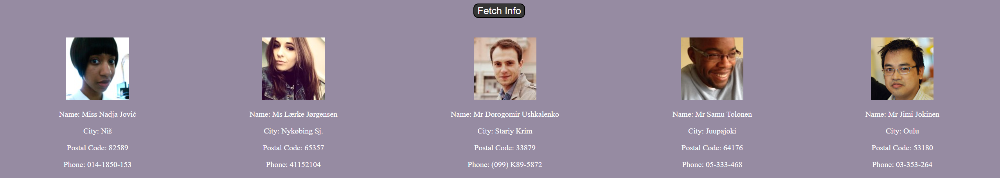 Fetch Info
Name: Miss Nadja Jović
City: Niš
Postal Code: 82589
Phone: 014-1850-153
Name: Ms Lærke Jørgensen
City: Nykøbing Sj.
Postal Code: 65357
Phone: 41152104
Name: Mr Dorogomir Ushkalenko
City: Stariy Krim
Postal Code: 33879
Phone: (099) K89-5872
Name: Mr Samu Tolonen
City: Juupajoki
Postal Code: 64176
Phone: 05-333-468
Name: Mr Jimi Jokinen
City: Oulu
Postal Code: 53180
Phone: 03-353-264